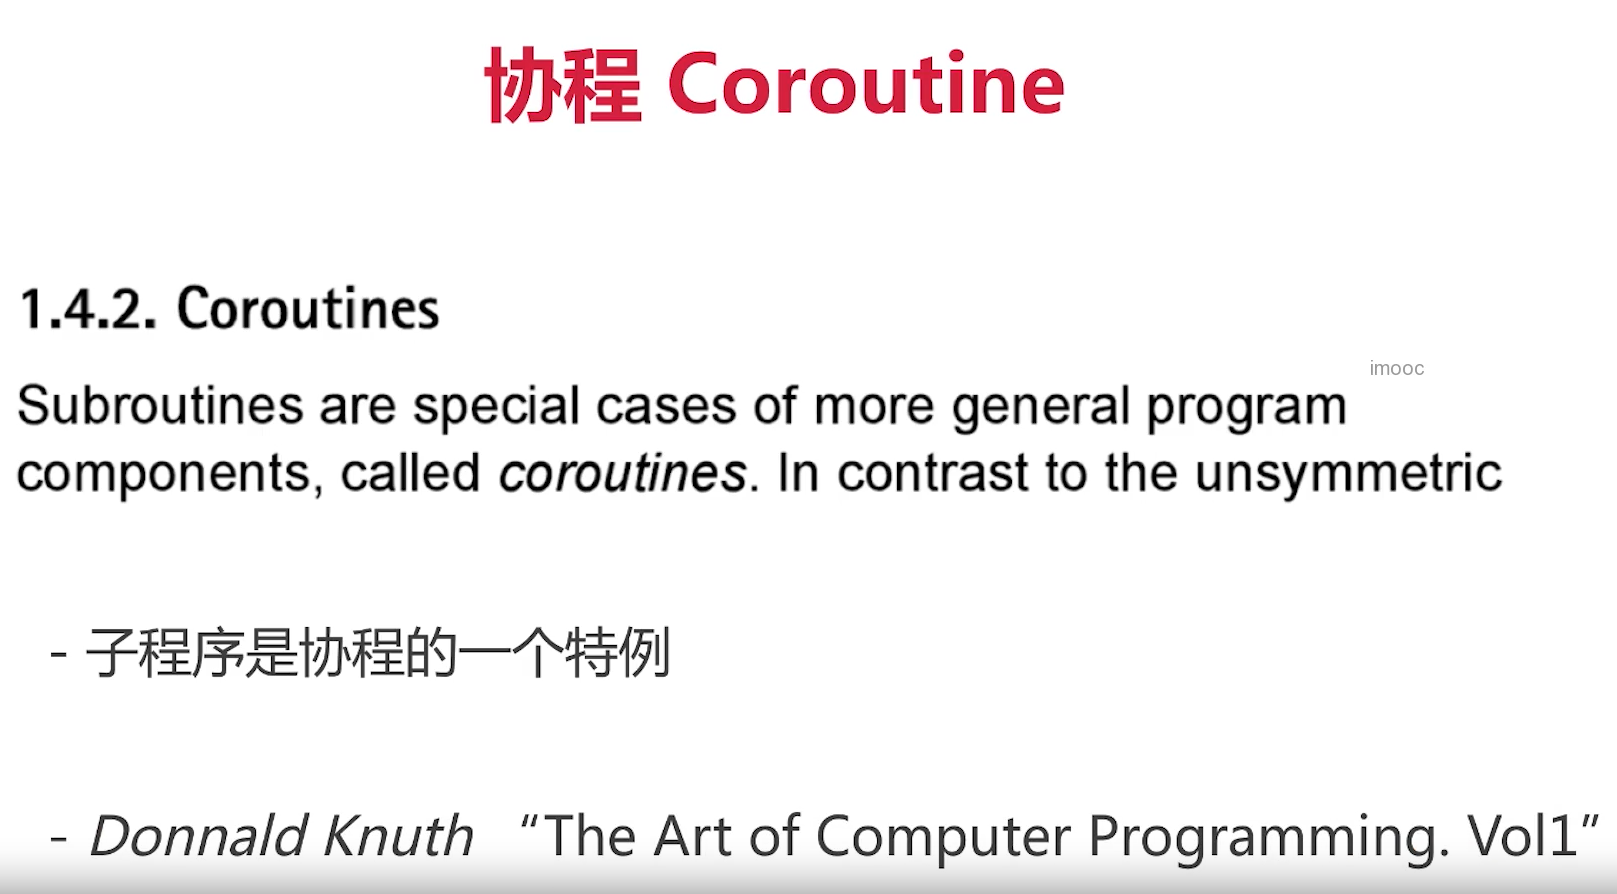 协程 Coroutine
1.4.2. Coroutines
imooc
Subroutines are special cases of more general program
components, called coroutines. In contrast to the unsymmetric
- 子程序是协程的一个特例
- Donnald Knuth “The Art of Computer Programming. Vol1”